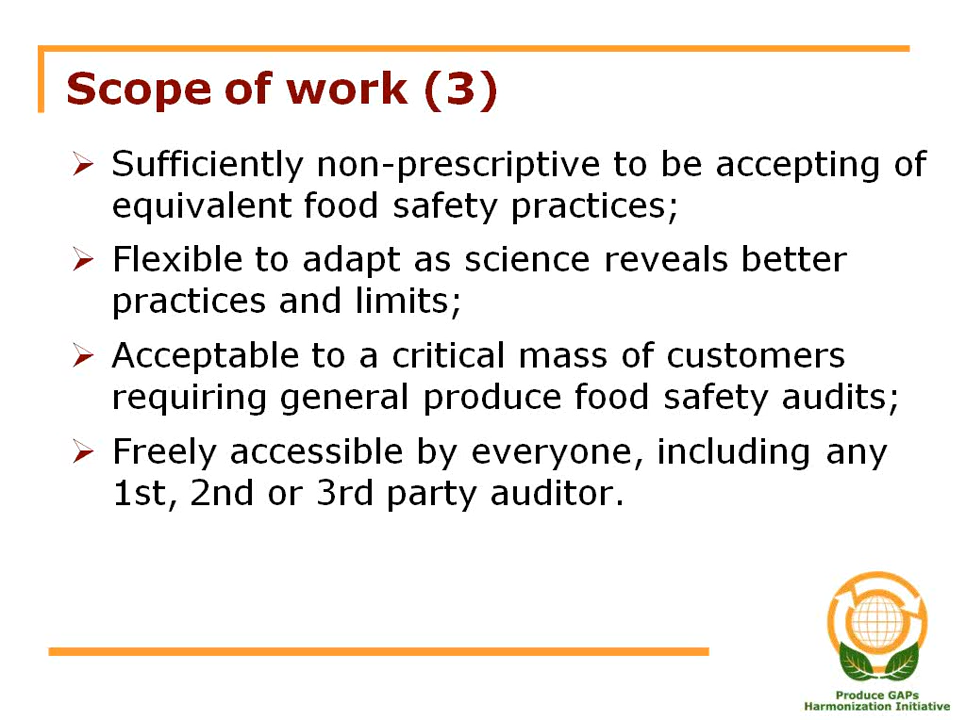 Scope of work (3)
Sufficiently non-prescriptive to be accepting of
equivalent food safety practices;
Flexible to adapt as science reveals better
practices and limits;
Acceptable to a critical mass of customers
requiring general produce food safety audits;
Freely accessible by everyone, including any
1st, 2nd or 3rd party auditor.
Produce GAPs
Harmonization Initiative